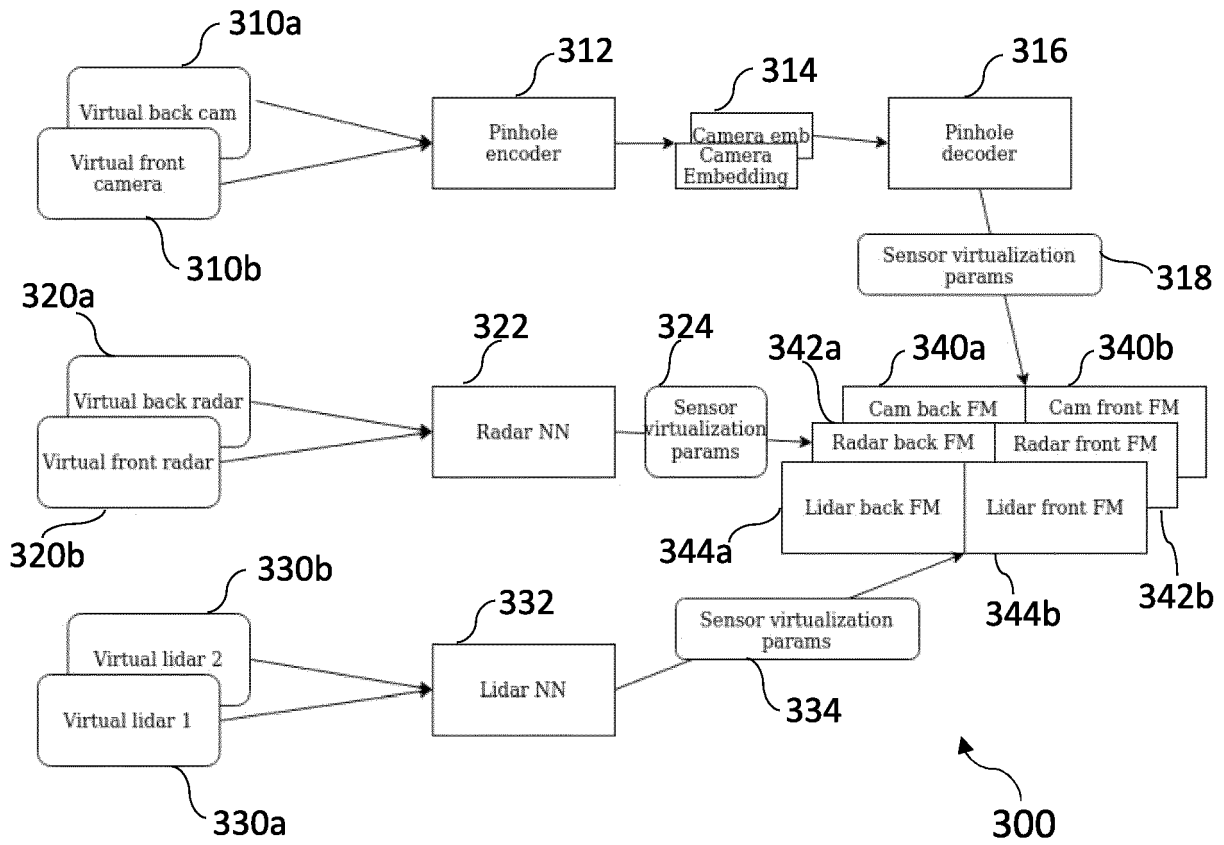 310a
312
314
316
Virtual back cam
Virtual front
camera
Pinhole
encoder
Camera emb
Camera
Embedding
Pinhole
decoder
310b
Sensor virtualization
params
318
320a
322
324
342a
340a
340b
Virtual back radar
Virtual front radar
Radar NN
Sensor
virtualization
params
Cam back FM
Cam front FM
Radar back FM
Radar front FM
Lidar back FM
Lidar front FM
320b
344a
344b
342b
330b
332
Virtual lidar 2
Virtual lidar 1
Lidar NN
Sensor virtualization
params
334
330a
300